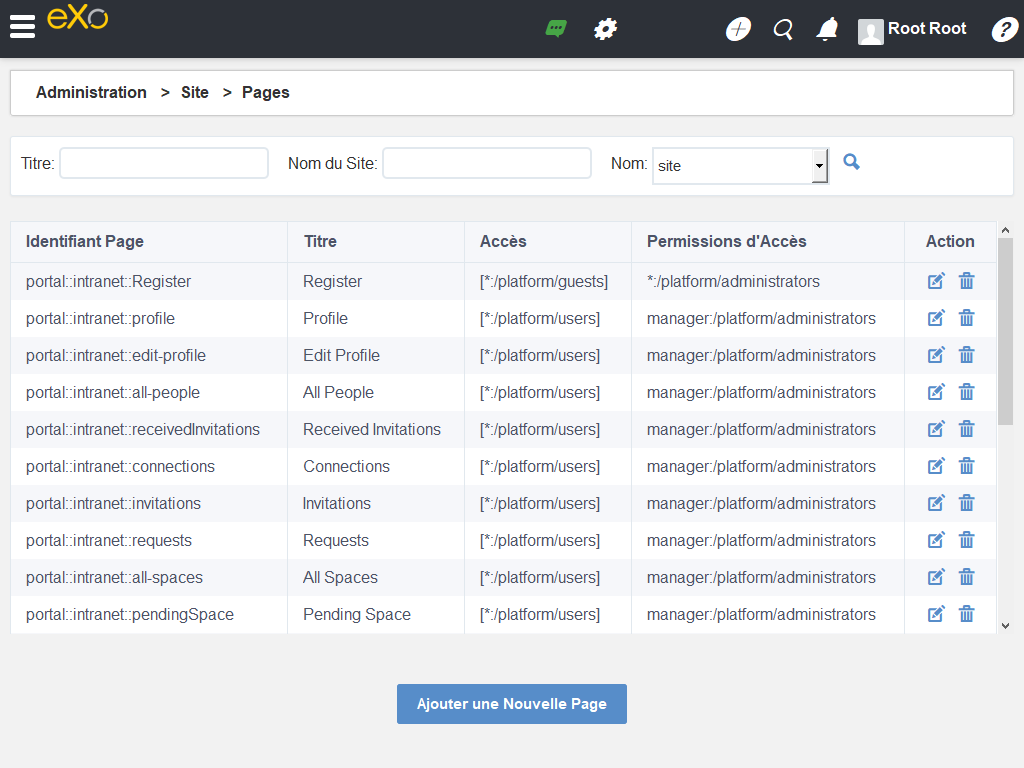 eXo Root Root ?
Administration > Site > Pages
Titre: Nom du Site: Nom: site
Identifiant Page Titre Accès Permissions d'Accès Action
portal::intranet::Register Register [*:/platform/guests] *:/platform/administrators
portal::intranet::profile Profile [*:/platform/users] manager:/platform/administrators
portal::intranet::edit-profile Edit Profile [*:/platform/users] manager:/platform/administrators
portal::intranet::all-people All People [*:/platform/users] manager:/platform/administrators
portal::intranet::receivedInvitations Received Invitations [*:/platform/users] manager:/platform/administrators
portal::intranet::connections Connections [*:/platform/users] manager:/platform/administrators
portal::intranet::invitations Invitations [*:/platform/users] manager:/platform/administrators
portal::intranet::requests Requests [*:/platform/users] manager:/platform/administrators
portal::intranet::all-spaces All Spaces [*:/platform/users] manager:/platform/administrators
portal::intranet::pendingSpace Pending Space [*:/platform/users] manager:/platform/administrators
Ajouter une Nouvelle Page